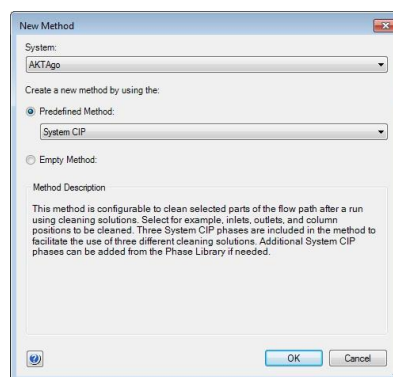 New Method
System:
AKTAgo
Create a new method by using the:
Predefined Method:
System CIP
Empty Method:
Method Description
This method is configurable to clean selected parts of the flow path after a run
using cleaning solutions. Select for example, inlets, outlets, and column
positions to be cleaned. Three System CIP phases are included in the method to
facilitate the use of three different cleaning solutions. Additional System CIP
phases can be added from the Phase Library if needed.
OK Cancel